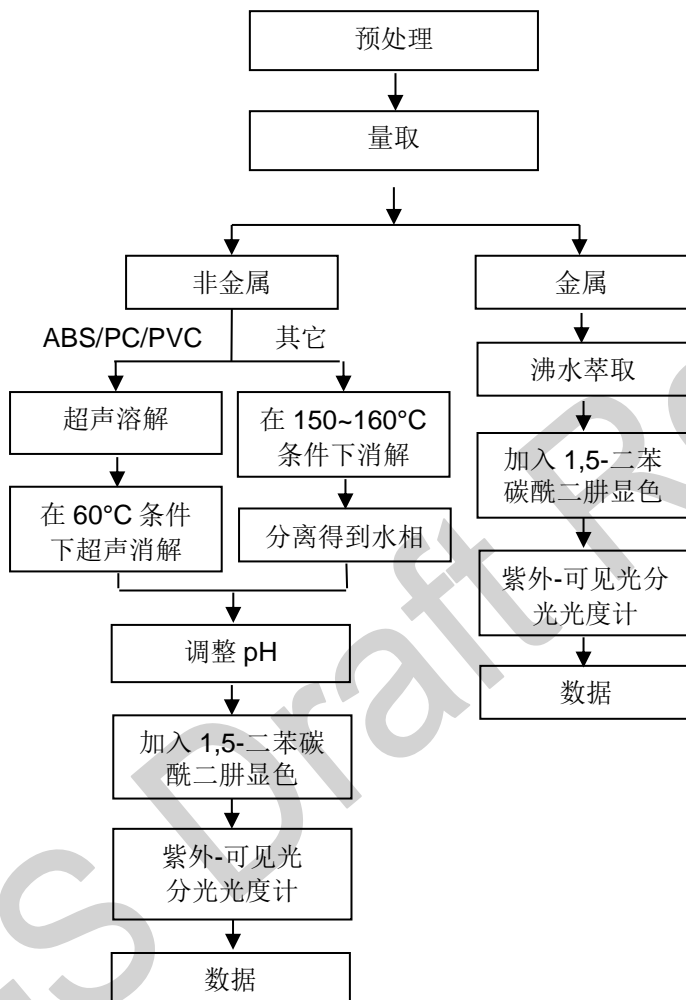 预处理
量取
非金属
金属
ABS/PC/PVC
其它
沸水萃取
超声溶解
在 150~160°C
条件下消解
加入 1,5-二苯
碳酰二肼显色
在 60°C 条件
下超声消解
分离得到水相
紫外-可见光分
光光度计
调整 pH
数据
加入 1,5-二苯碳
酰二肼显色
紫外-可见光
分光光度计
数据
GS Draft Re